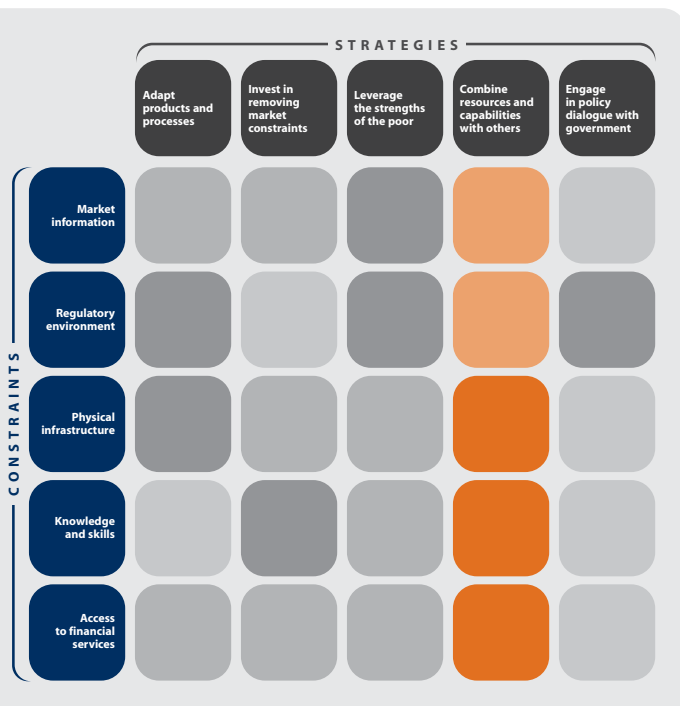 STRATEGIES
Adapt
products and
processes
Invest in
removing
market
constraints
Leverage
the strengths
of the poor
Combine
resources and
capabilities
with others
Engage
in policy
dialogue with
government
CONSTRAINTS
Market
information
Regulatory
environment
Physical
infrastructure
Knowledge
and skills
Access
to financial
services